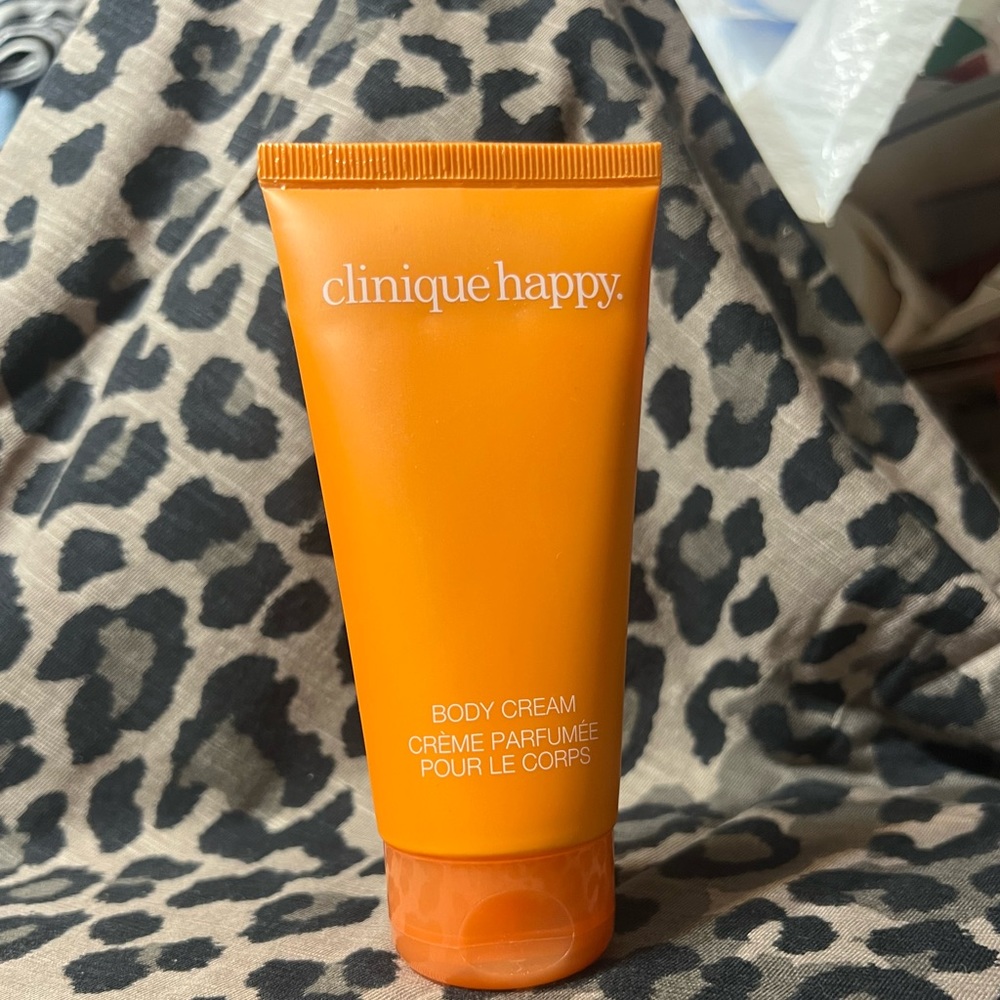 clinique happy.
BODY CREAM
CRÈME PARFUMÉE
POUR LE CORPS